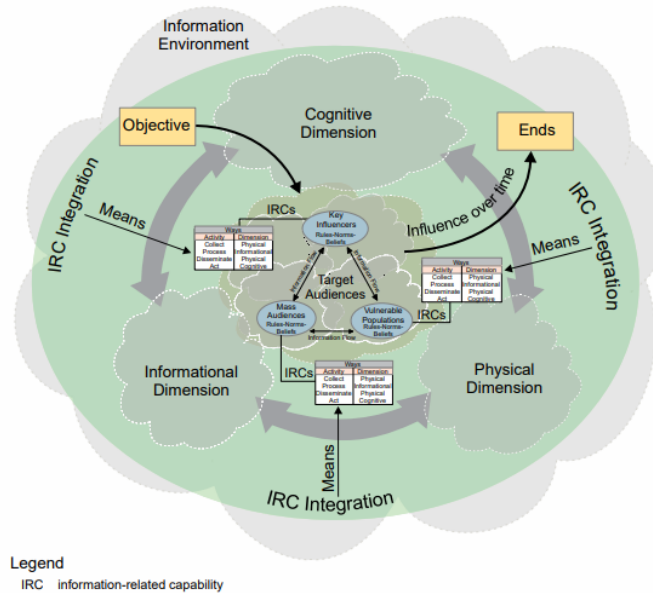 Information
Environment
Cognitive
Dimension
Objective
Ends
IRC Integration
Means
IRCs
Key
Influencers
Rules-Norms-
Beliefs
Influence over time
IRC Integration
Means
Ways
Activity Dimension
Collect Physical
Process Informational
Disseminate Physical
Act Cognitive
Information Flow
Information Flow
Target
Audiences
Ways
Activity Dimension
Collect Physical
Process Informational
Disseminate Physical
Act Cognitive
IRCs
Mass
Audiences
Rules-Norms-
Beliefs
Vulnerable
Populations
Rules-Norms-
Beliefs
Information Flow
Informational
Dimension
IRCs
Ways
Activity Dimension
Collect Physical
Process Informational
Disseminate Physical
Act Cognitive
Physical
Dimension
Means
IRC Integration
Legend
IRC information-related capability